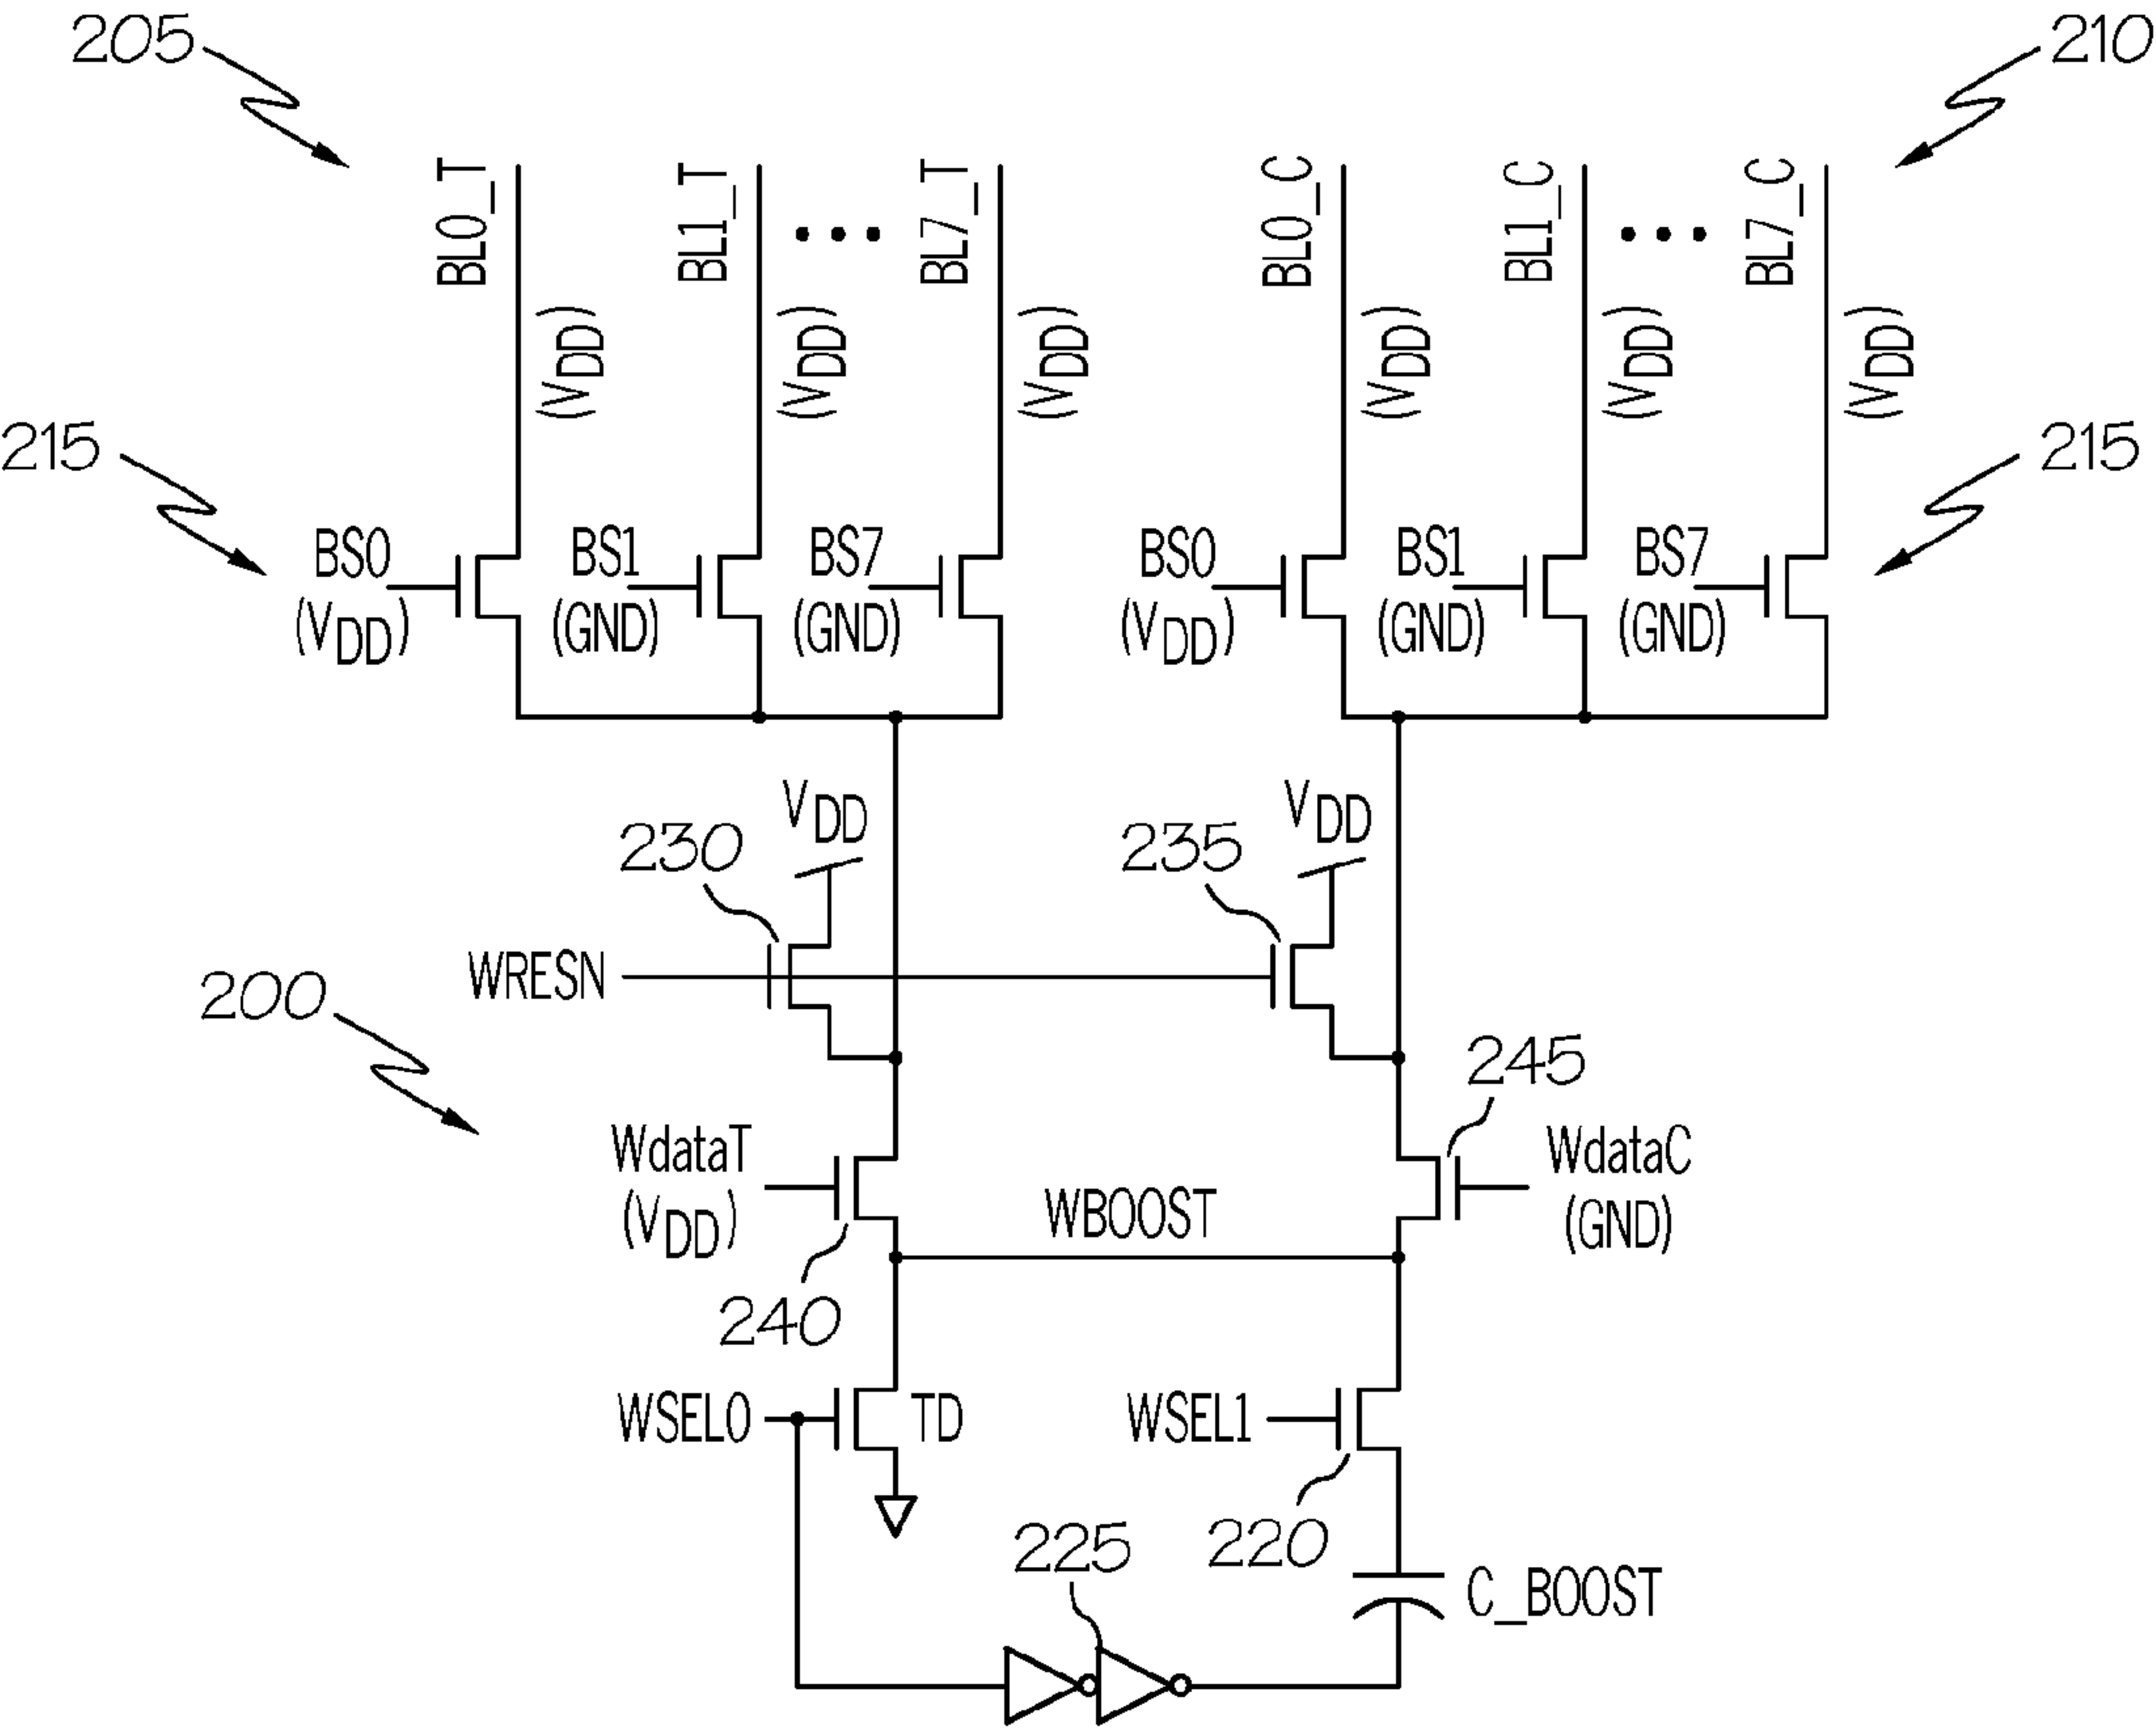 205
210
BL0_T
BL1_T
BL7_T
BL0_C
BL1_C
BL7_C
(VDD)
(VDD)
(VDD)
(VDD)
(VDD)
(VDD)
215
215
BS0
(VDD)
BS1
(GND)
BS7
(GND)
BS0
(VDD)
BS1
(GND)
BS7
(GND)
VDD
VDD
230
235
WRESN
200
245
WdataT
(VDD)
WBOOST
WdataC
(GND)
240
WSEL0
TD
WSEL1
225
220
C_BOOST